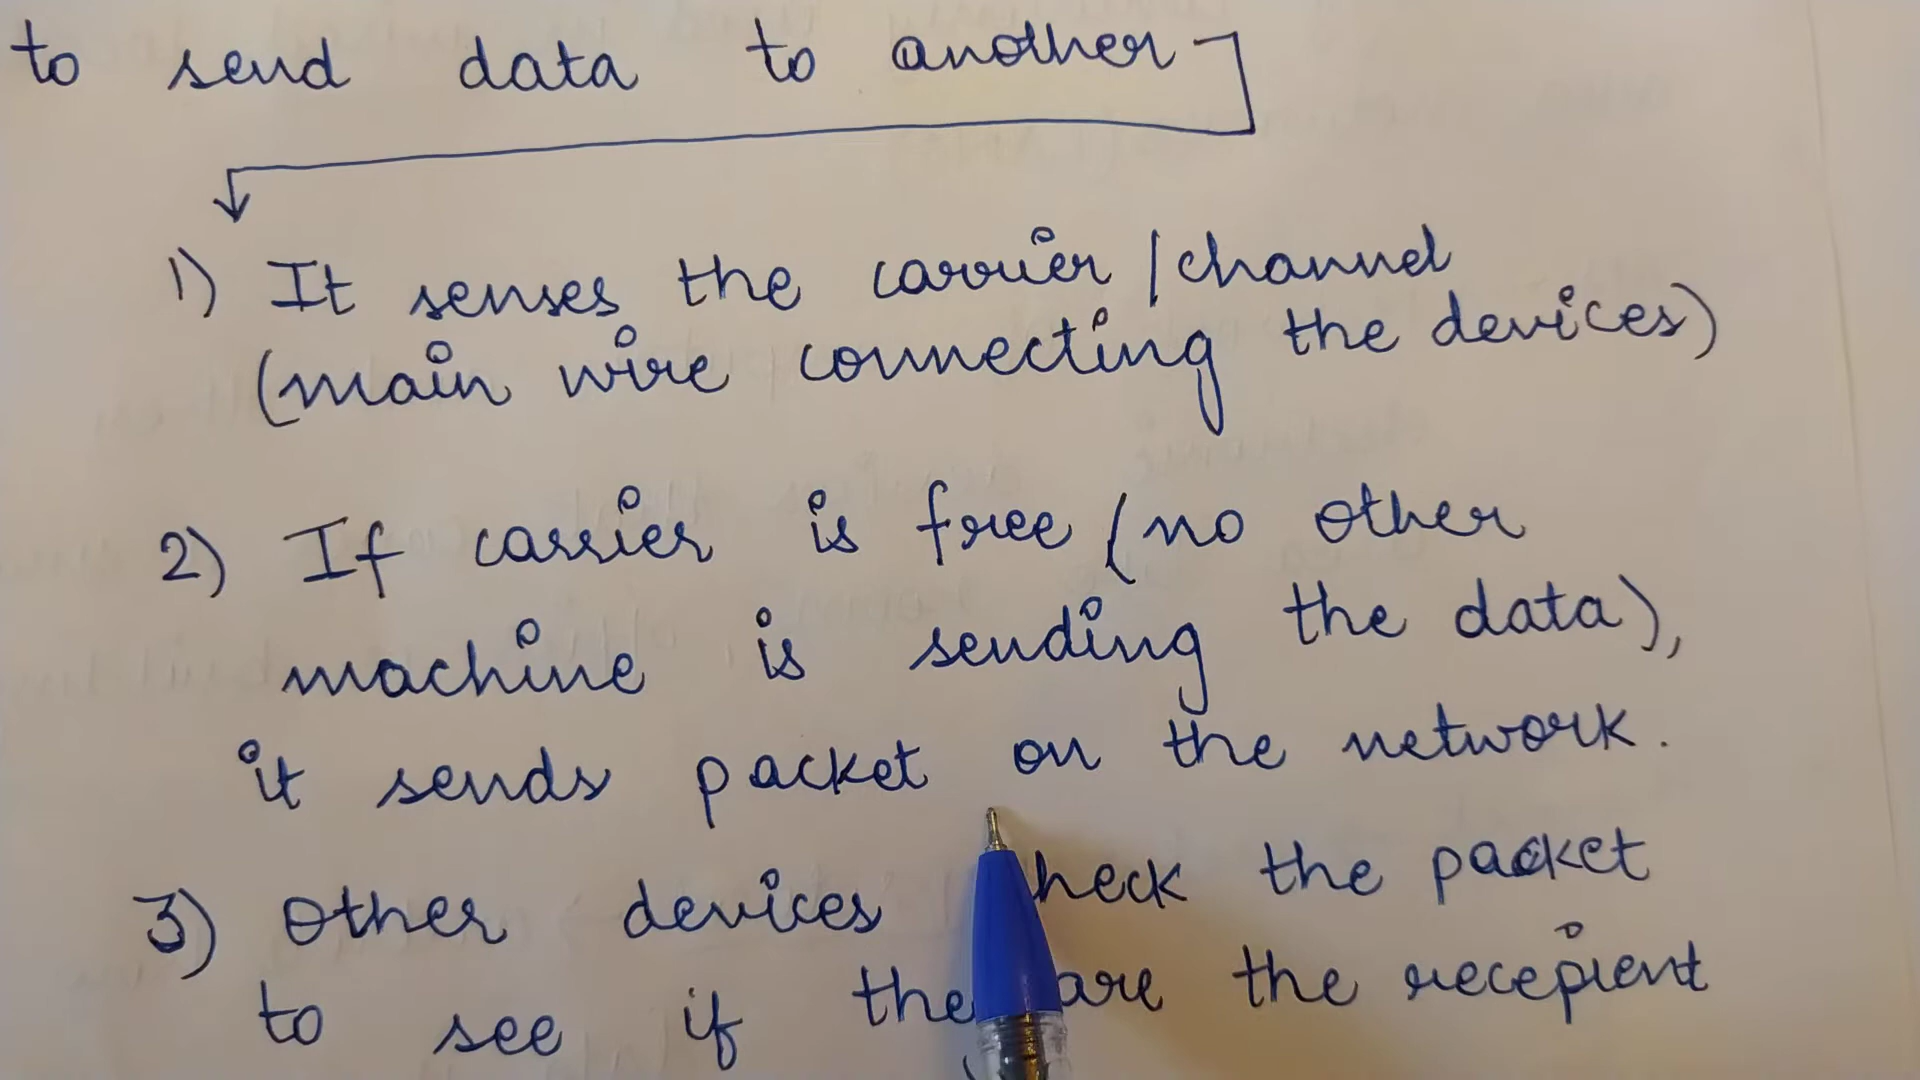 to send data to another
1) It senses the carrier / channel
(main wire connecting the devices)
2) If carrier is free (no other
machine is sending the data),
it sends packet on the network.
3) Other devices check the packet
to see if they are the recepient